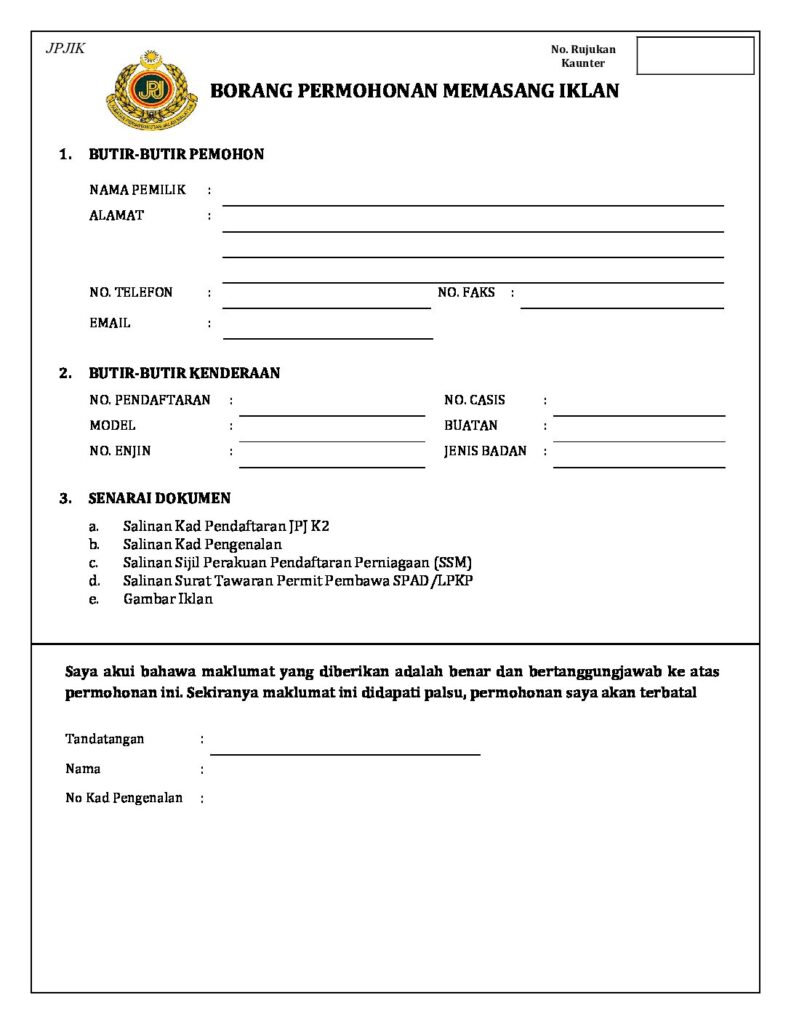 JPJIK
No. Rujukan
Kaunter
JPJ
BORANG PERMOHONAN MEMASANG IKLAN
1. BUTIR-BUTIR PEMOHON
NAMA PEMILIK :
ALAMAT :
NO. TELEFON : NO. FAKS :
EMAIL :
2. BUTIR-BUTIR KENDERAAN
NO. PENDAFTARAN : NO. CASIS :
MODEL : BUATAN :
NO. ENJIN : JENIS BADAN :
3. SENARAI DOKUMEN
a. Salinan Kad Pendaftaran JPJ K2
b. Salinan Kad Pengenalan
c. Salinan Sijil Perakuan Pendaftaran Perniagaan (SSM)
d. Salinan Surat Tawaran Permit Pembawa SPAD/LPKP
e. Gambar Iklan
Saya akui bahawa maklumat yang diberikan adalah benar dan bertanggungjawab ke atas
permohonan ini. Sekiranya maklumat ini didapati palsu, permohonan saya akan terbatal
Tandatangan :
Nama :
No Kad Pengenalan :